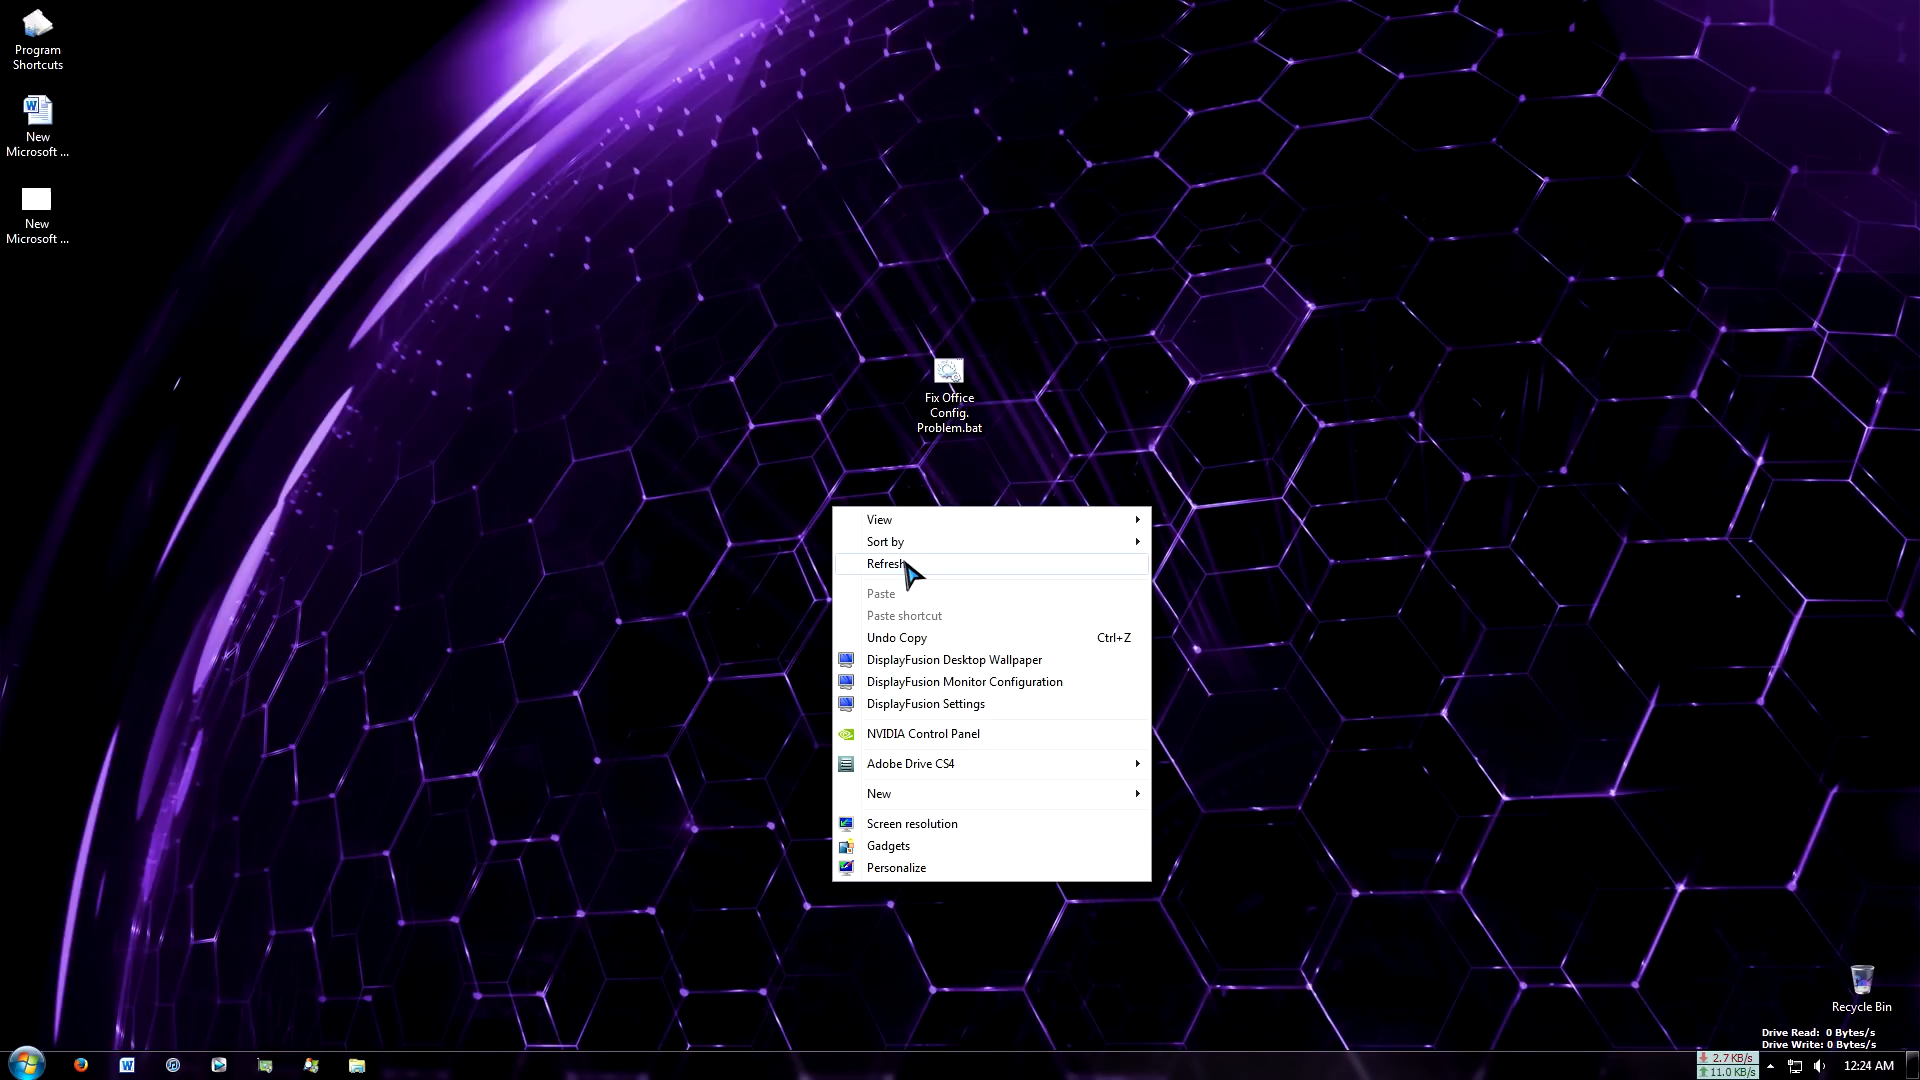 Program
Shortcuts
New
Microsoft ...
New
Microsoft ...
Fix Office
Config.
Problem.bat
View
Sort by
Refresh
Paste
Paste shortcut
Undo Copy Ctrl+Z
DisplayFusion Desktop Wallpaper
DisplayFusion Monitor Configuration
DisplayFusion Settings
NVIDIA Control Panel
Adobe Drive CS4
New
Screen resolution
Gadgets
Personalize
Recycle Bin
Drive Read: 0 Bytes/s
Drive Write: 0 Bytes/s
2.7 KB/s
11.0 KB/s
12:24 AM